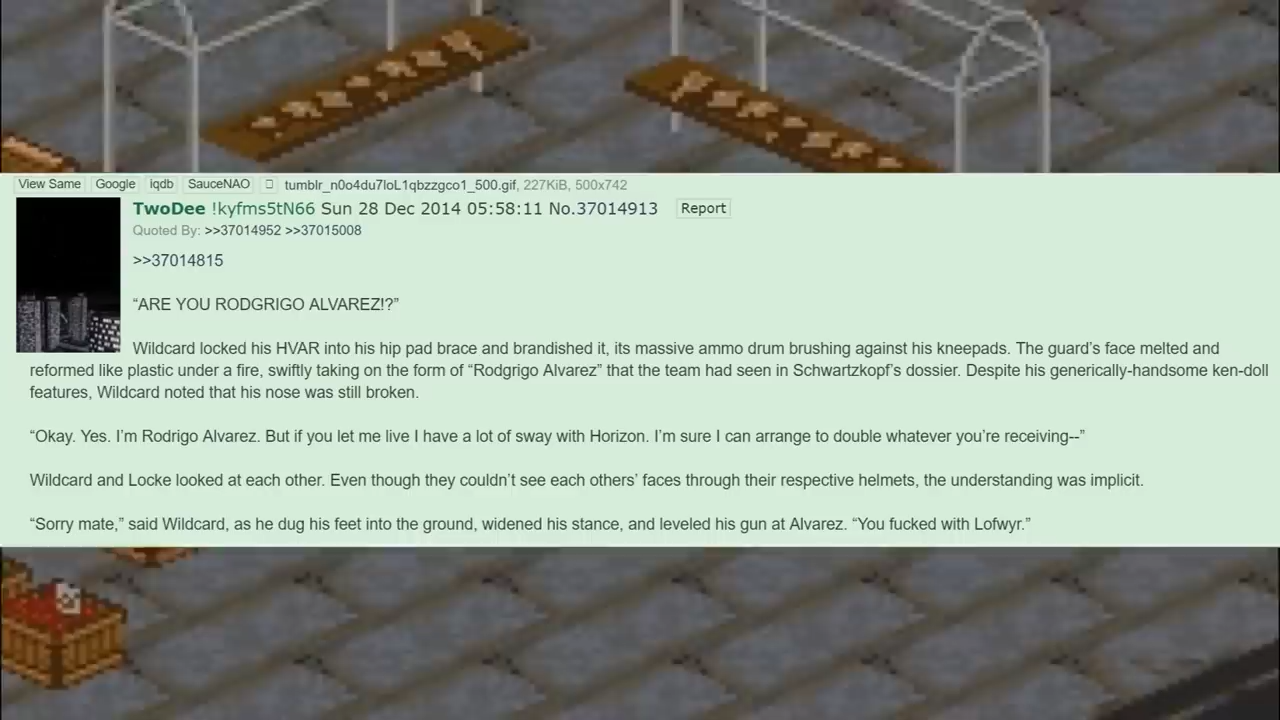 View Same Google iqdb SauceNAO tumblr_n0o4du7loL1qbzzgco1_500.gif, 227KiB, 500x742
TwoDee !kyfms5tN66 Sun 28 Dec 2014 05:58:11 No.37014913 Report
Quoted By: >>37014952 >>37015008
>>37014815
“ARE YOU RODGRIGO ALVAREZ!?”
Wildcard locked his HVAR into his hip pad brace and brandished it, its massive ammo drum brushing against his kneepads. The guard’s face melted and
reformed like plastic under a fire, swiftly taking on the form of “Rodgrigo Alvarez” that the team had seen in Schwartzkopf’s dossier. Despite his generically-handsome ken-doll
features, Wildcard noted that his nose was still broken.
“Okay. Yes. I’m Rodrigo Alvarez. But if you let me live I have a lot of sway with Horizon. I’m sure I can arrange to double whatever you’re receiving--”
Wildcard and Locke looked at each other. Even though they couldn’t see each others’ faces through their respective helmets, the understanding was implicit.
“Sorry mate,” said Wildcard, as he dug his feet into the ground, widened his stance, and leveled his gun at Alvarez. “You fucked with Lofwyr.”